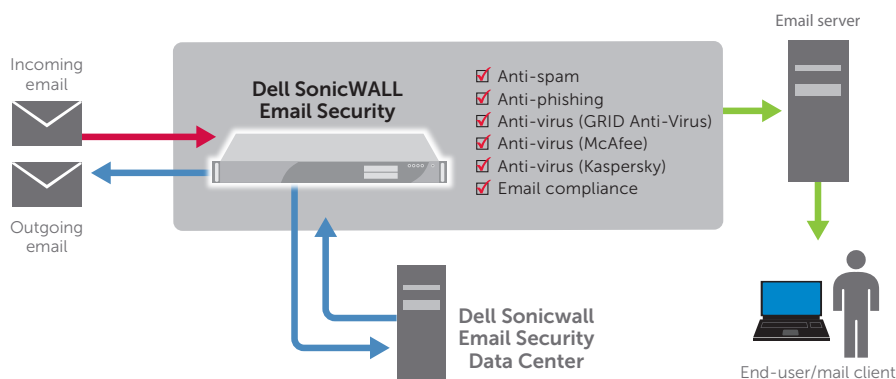 Incoming
email
Outgoing
email
Dell SonicWALL
Email Security
Anti-spam
Anti-phishing
Anti-virus (GRID Anti-Virus)
Anti-virus (McAfee)
Anti-virus (Kaspersky)
Email compliance
Dell Sonicwall
Email Security
Data Center
Email server
End-user/mail client